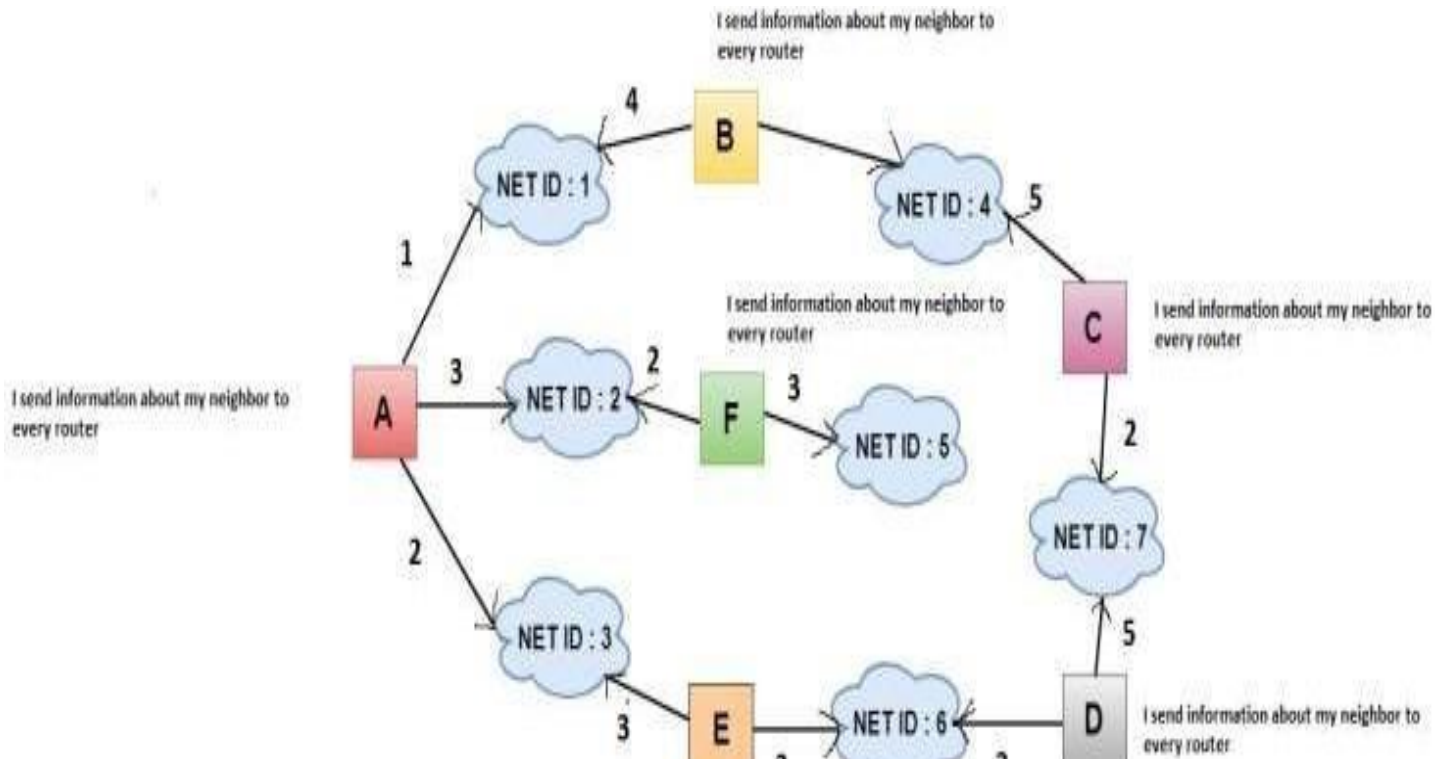 I send information about my neighbor to
every router
4
B
NET ID : 1
NET ID : 4
5
1
I send information about my neighbor to
every router
C
I send information about my neighbor to
every router
3
2
3
I send information about my neighbor to
every router
A
NET ID : 2
F
NET ID : 5
2
2
NET ID : 7
NET ID : 3
5
3
E
NET ID : 6
D
I send information about my neighbor to
every router